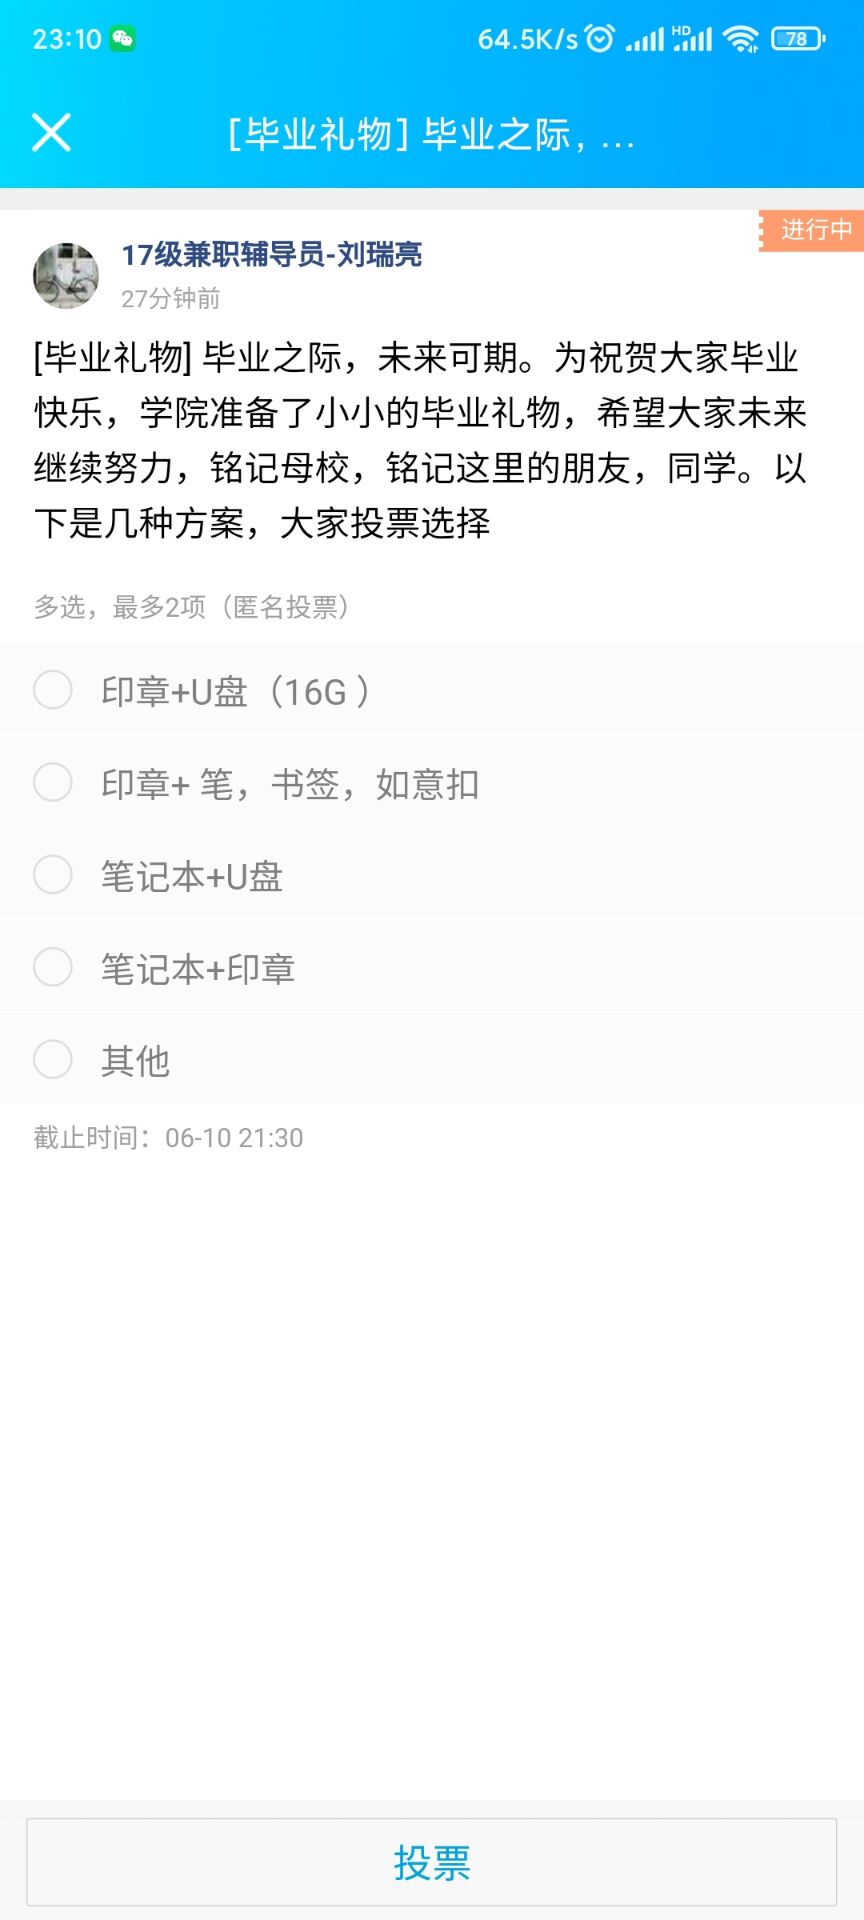 23:10
64.5K/s HD 78
[毕业礼物] 毕业之际, ...
进行中
17级兼职辅导员-刘瑞亮
27分钟前
[毕业礼物] 毕业之际，未来可期。为祝贺大家毕业
快乐，学院准备了小小的毕业礼物，希望大家未来
继续努力，铭记母校，铭记这里的朋友，同学。以
下是几种方案，大家投票选择
多选，最多2项（匿名投票）
印章+U盘（16G ）
印章+ 笔，书签，如意扣
笔记本+U盘
笔记本+印章
其他
截止时间：06-10 21:30
投票